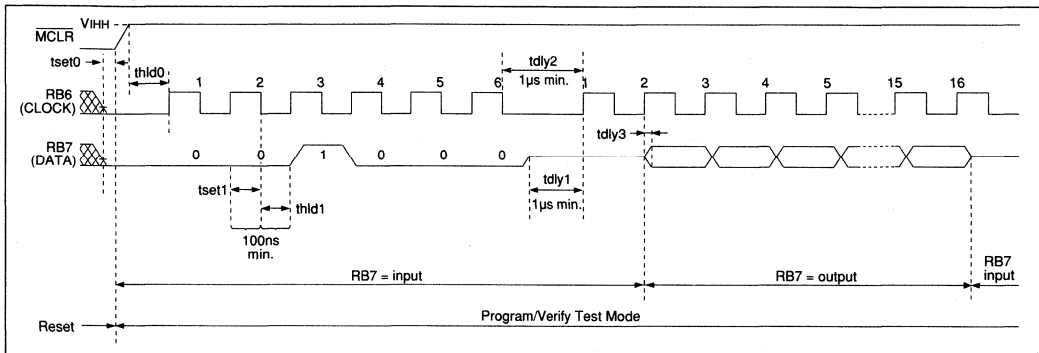 VIHH
MCLR
tset0
thld0
tdly2
1µs min.
1 2 3 4 5 6 1 2 3 4 5 15 16
RB6
(CLOCK)
tdly3
RB7
(DATA)
0 0 1 0 0 0
tset1
tdly1
thld1
1µs min.
100ns
min.
RB7 = input
RB7 = output
RB7
input
Reset
Program/Verify Test Mode